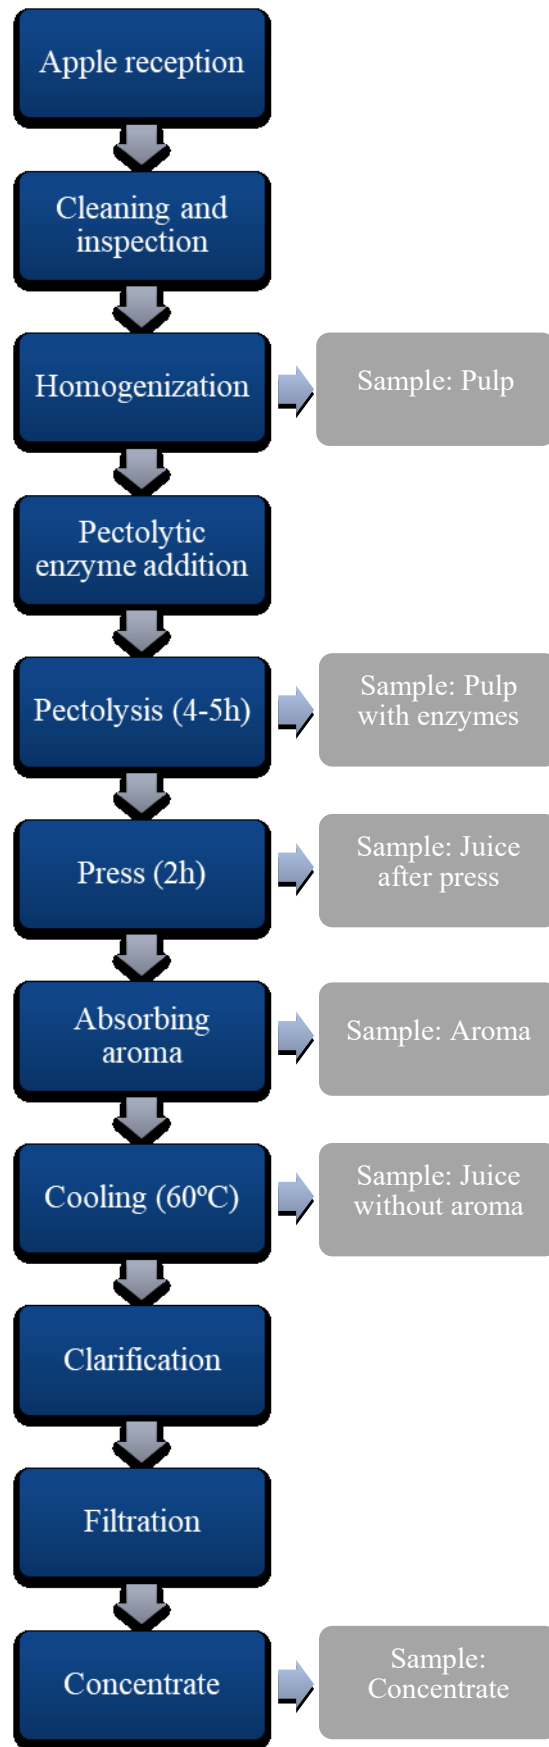 Apple reception
Cleaning and
inspection
Homogenization
Sample: Pulp
Pectolytic
enzyme addition
Pectolysis (4-5h)
Sample: Pulp
with enzymes
Press (2h)
Sample: Juice
after press
Absorbing
aroma
Sample: Aroma
Cooling (60ºC)
Sample: Juice
without aroma
Clarification
Filtration
Concentrate
Sample:
Concentrate